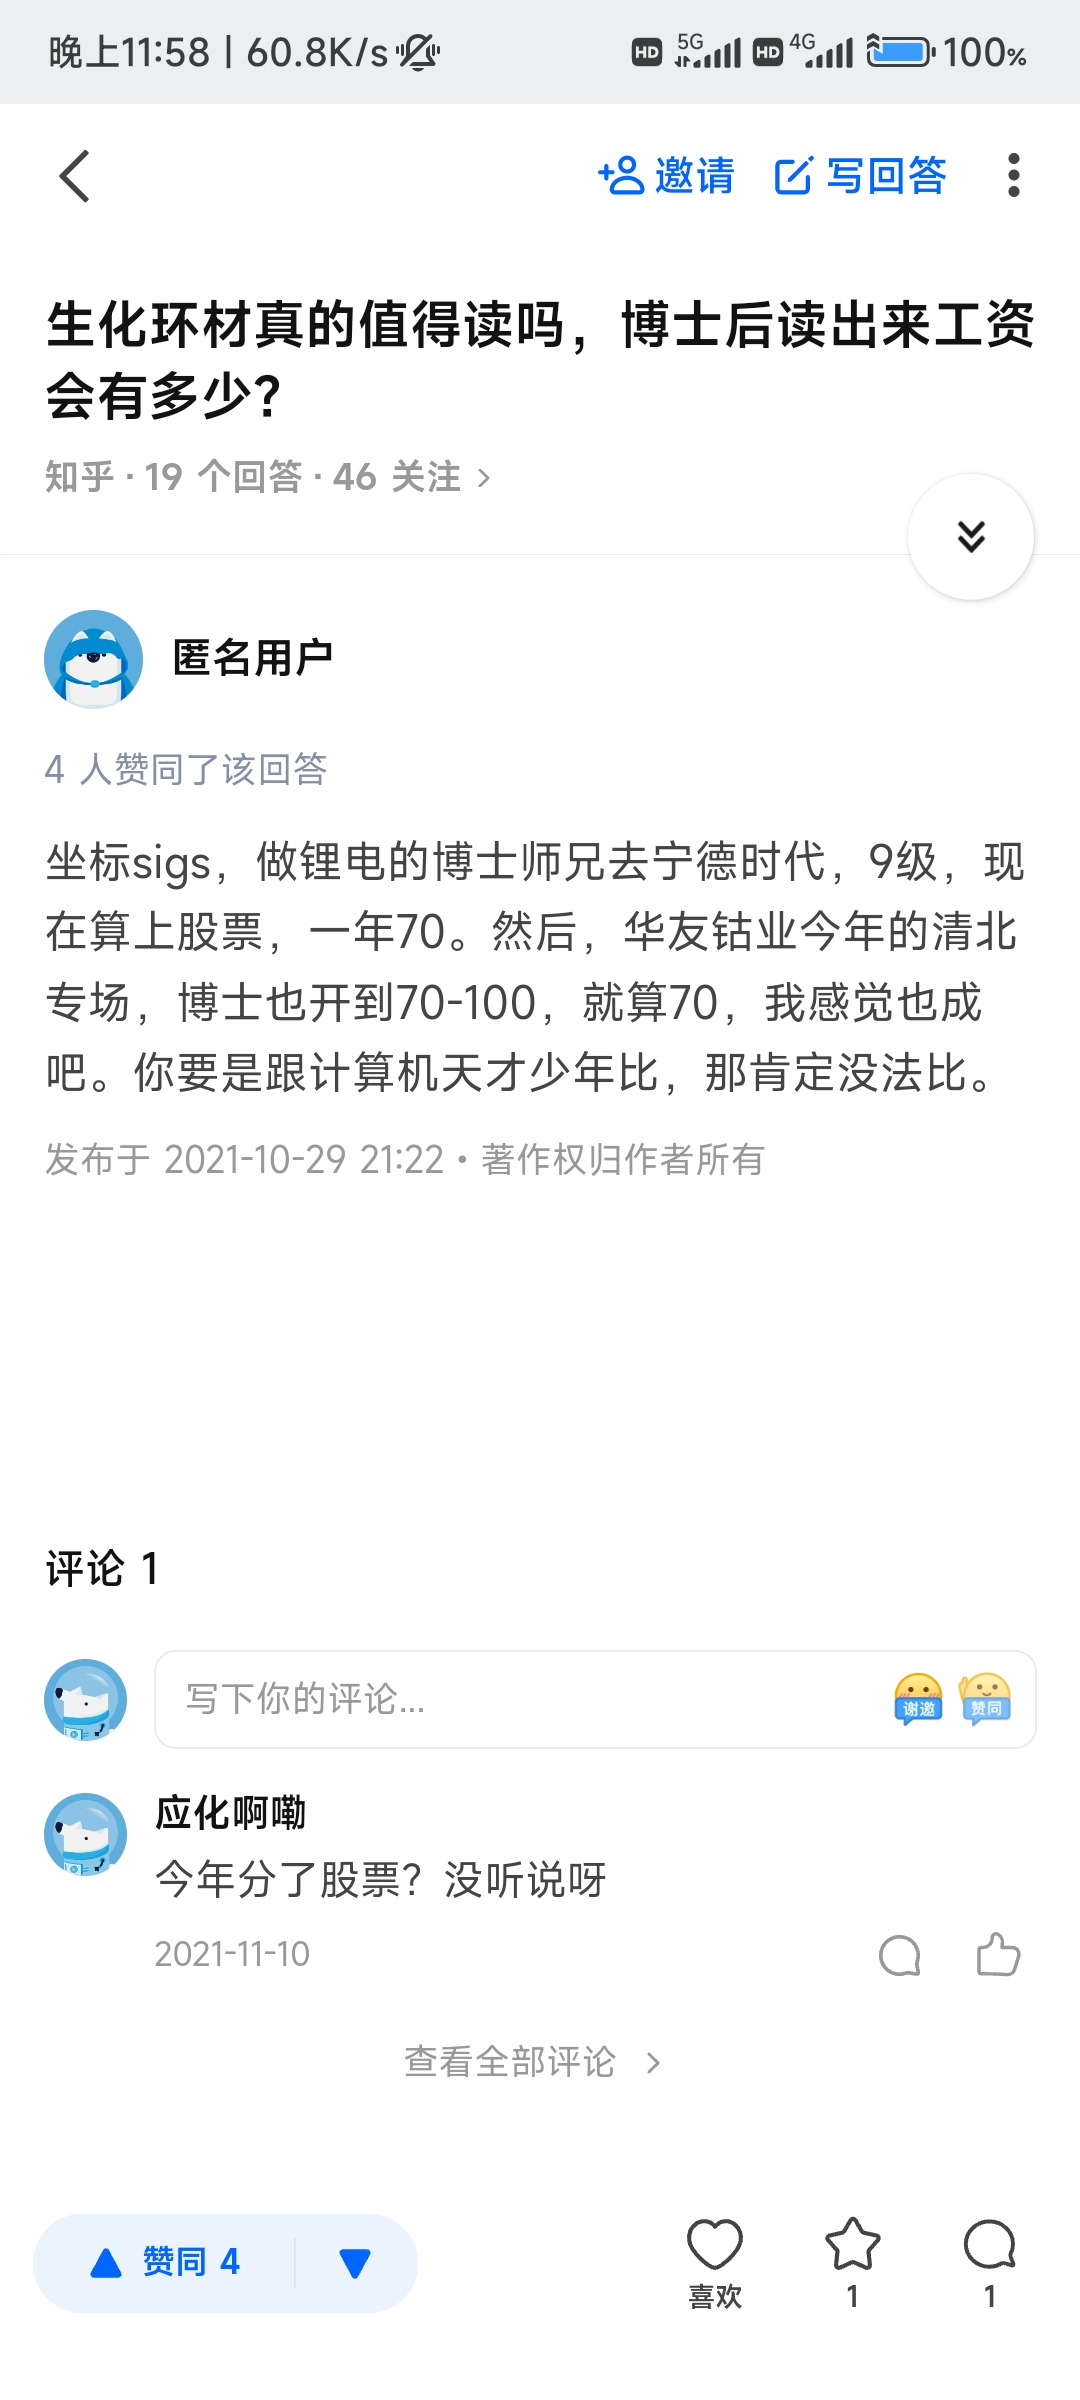 晚上11:58 | 60.8K/s HD 5G HD 4G 100%
邀请 写回答
生化环材真的值得读吗，博士后读出来工资
会有多少?
知乎 · 19 个回答 · 46 关注
匿名用户
4 人赞同了该回答
坐标sigs，做锂电的博士师兄去宁德时代，9级，现
在算上股票，一年70。然后，华友钴业今年的清北
专场，博士也开到70-100，就算70，我感觉也成
吧。你要是跟计算机天才少年比，那肯定没法比。
发布于 2021-10-29 21:22 • 著作权归作者所有
评论 1
写下你的评论... 谢邀 赞同
应化啊嘞
今年分了股票？没听说呀
2021-11-10
查看全部评论
赞同 4
喜欢 1 1